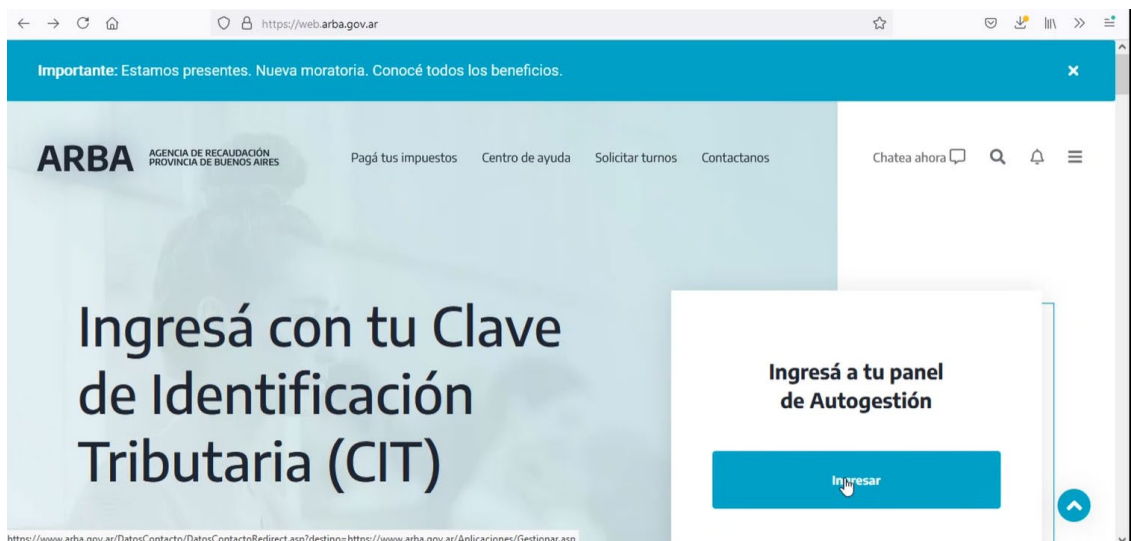 https://web.arba.gov.ar
Importante: Estamos presentes. Nueva moratoria. Conocé todos los beneficios.
ARBA
AGENCIA DE RECAUDACIÓN
PROVINCIA DE BUENOS AIRES
Pagá tus impuestos
Centro de ayuda
Solicitar turnos
Contactanos
Chatea ahora
Ingresá con tu Clave
de Identificación
Tributaria (CIT)
Ingresá a tu panel
de Autogestión
Ingresar
https://www.arba.gov.ar/DatosContacto/DatosContactoRedirect.asp?destino=https://www.arba.gov.ar/Aplicaciones/Gestionar.asp